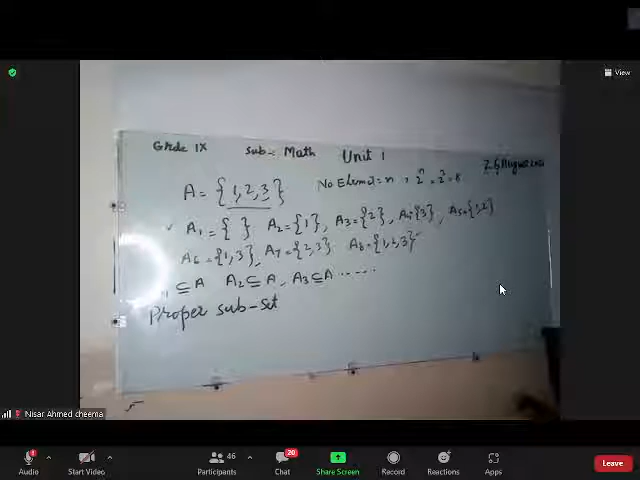 View
Grade IX Sub:- Math Unit 1
A = {1,2,3} No Element = n , 2ⁿ = 2³ = 8
A₁ = { } A₂ = {1}, A₃ = {2}, A₄ = {3}, A₅ = {1,2}
A₆ = {1,3}, A₇ = {2,3} A₈ = {1,2,3}
⊆ A A₂ ⊆ A , A₃ ⊆ A ......
Proper sub-set
Nisar Ahmed cheema
46 20
Audio Start Video Participants Chat Share Screen Record Reactions Apps Leave